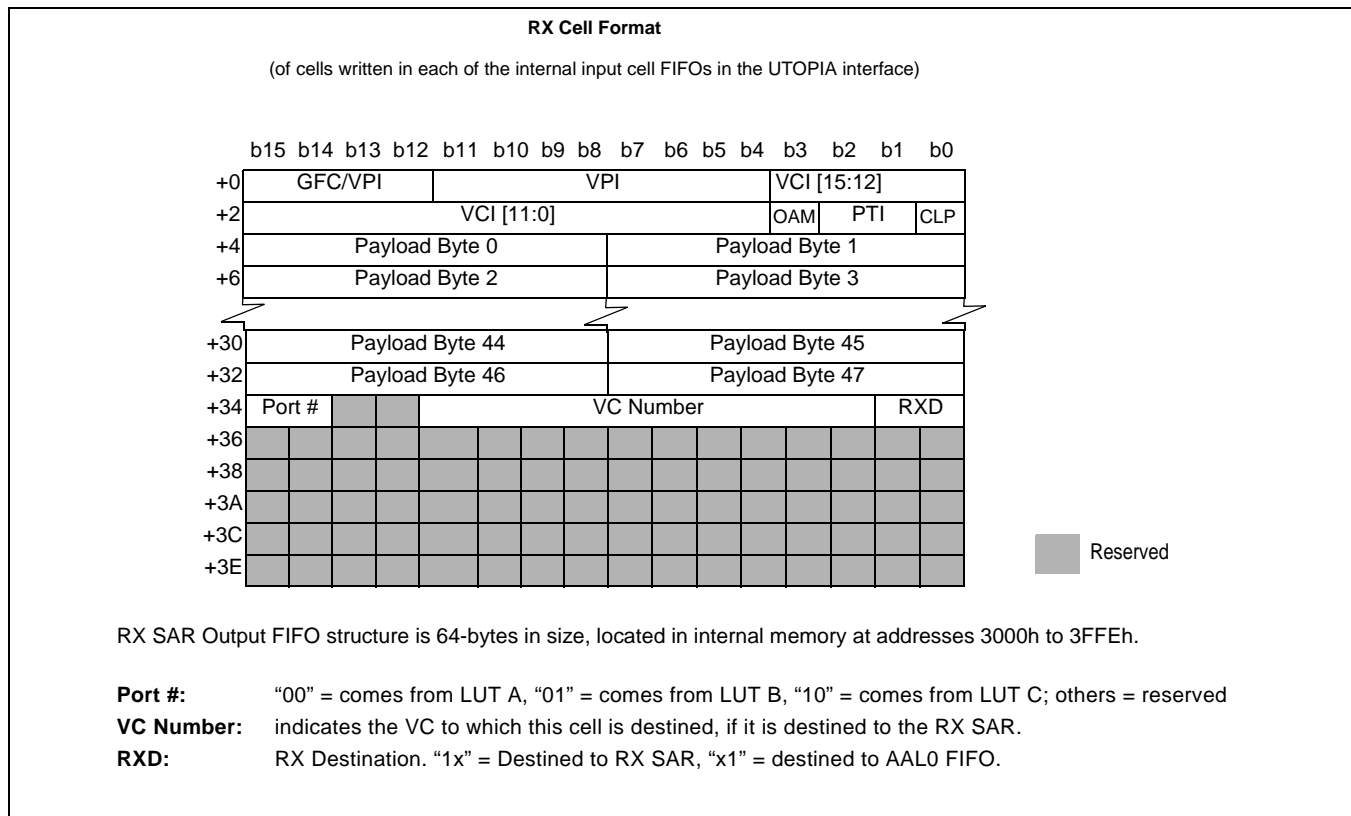 RX Cell Format
(of cells written in each of the internal input cell FIFOs in the UTOPIA interface)
b15 b14 b13 b12 b11 b10 b9 b8 b7 b6 b5 b4 b3 b2 b1 b0
+0 GFC/VPI VPI VCI [15:12]
+2 VCI [11:0] OAM PTI CLP
+4 Payload Byte 0 Payload Byte 1
+6 Payload Byte 2 Payload Byte 3
+30 Payload Byte 44 Payload Byte 45
+32 Payload Byte 46 Payload Byte 47
+34 Port # VC Number RXD
+36
+38
+3A
+3C
+3E
Reserved
RX SAR Output FIFO structure is 64-bytes in size, located in internal memory at addresses 3000h to 3FFEh.
Port #: “00” = comes from LUT A, “01” = comes from LUT B, “10” = comes from LUT C; others = reserved
VC Number: indicates the VC to which this cell is destined, if it is destined to the RX SAR.
RXD: RX Destination. “1x” = Destined to RX SAR, “x1” = destined to AAL0 FIFO.